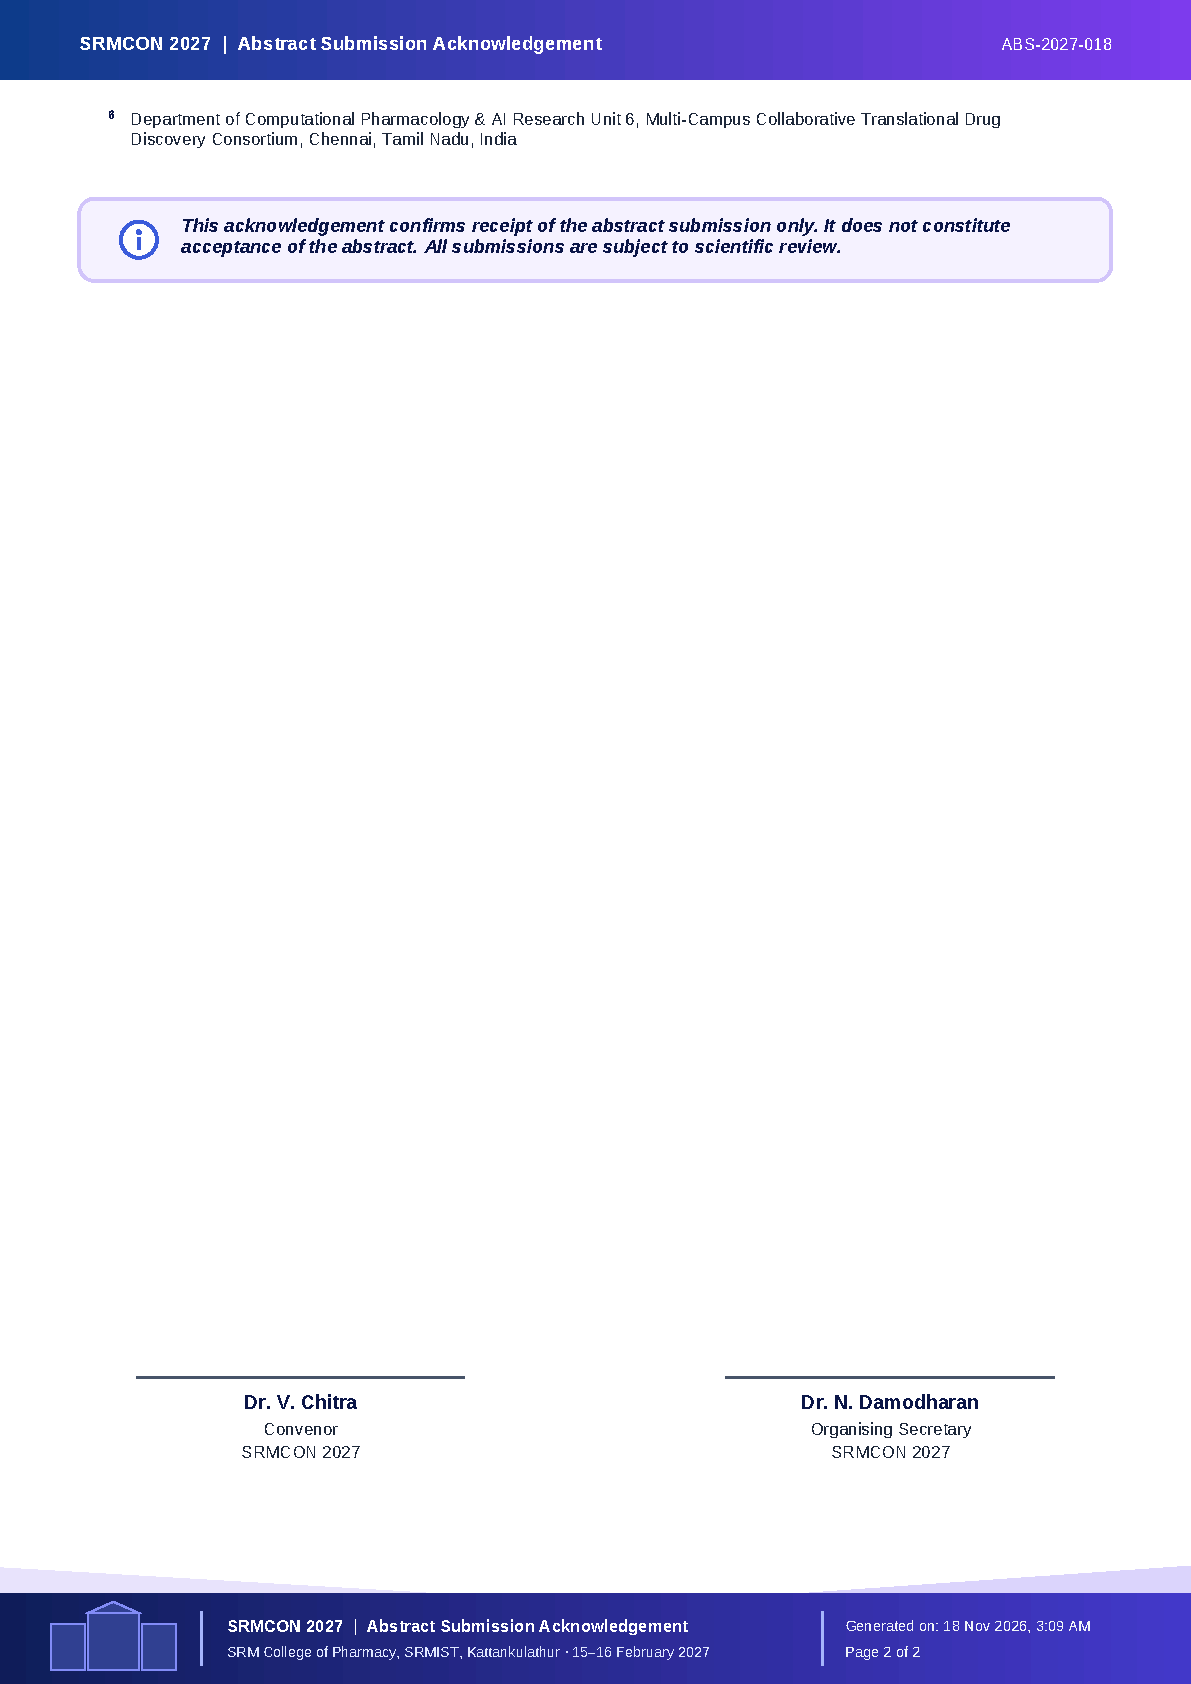 SRMCON 2027 | Abstract Submission Acknowledgement
ABS-2027-018
6 Department of Computational Pharmacology & AI Research Unit 6, Multi-Campus Collaborative Translational Drug
Discovery Consortium, Chennai, Tamil Nadu, India
This acknowledgement confirms receipt of the abstract submission only. It does not constitute
acceptance of the abstract. All submissions are subject to scientific review.
Dr. V. Chitra
Convenor
SRMCON 2027
Dr. N. Damodharan
Organising Secretary
SRMCON 2027
SRMCON 2027 | Abstract Submission Acknowledgement
SRM College of Pharmacy, SRMIST, Kattankulathur · 15–16 February 2027
Generated on: 18 Nov 2026, 3:09 AM
Page 2 of 2